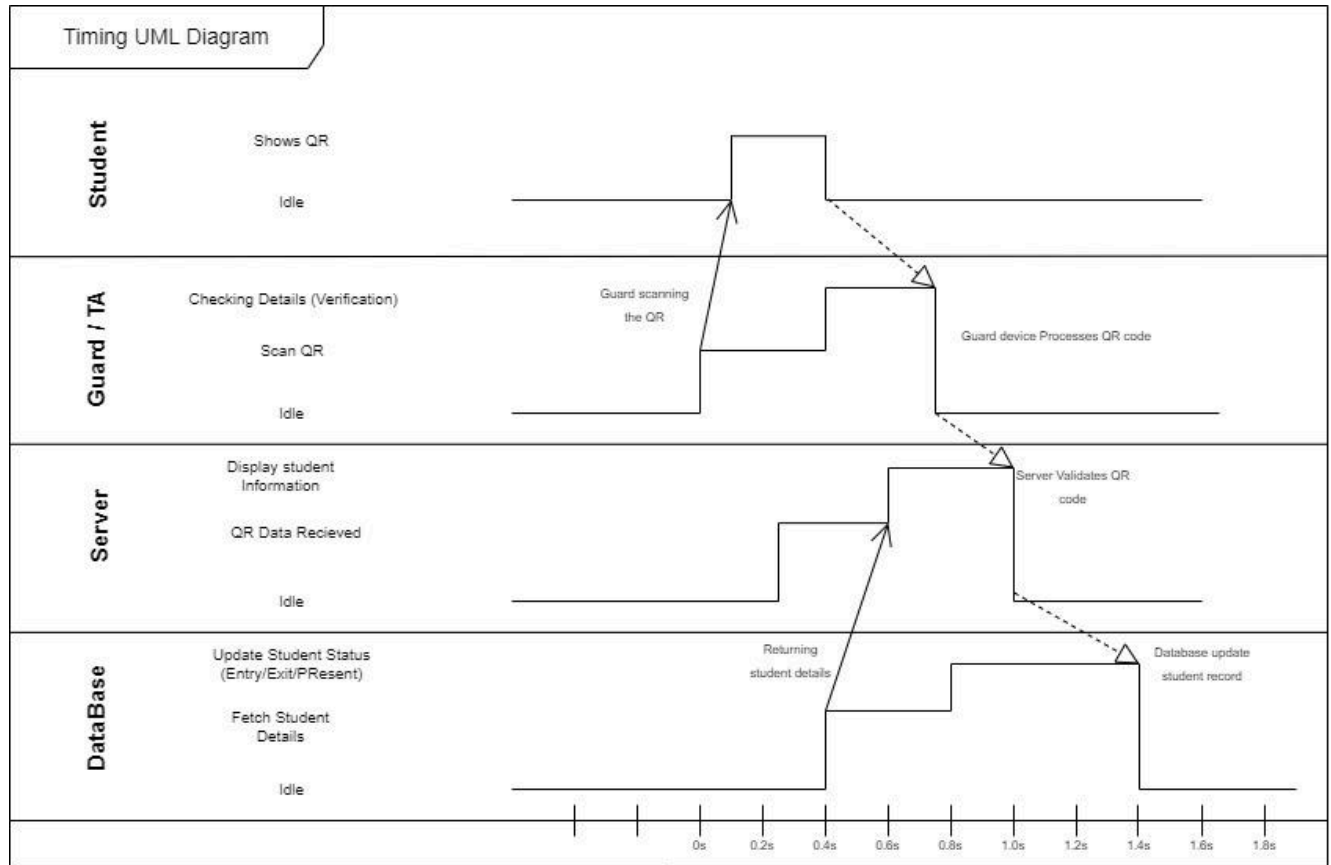 Timing UML Diagram
Student
Shows QR
Idle
Guard / TA
Checking Details (Verification)
Scan QR
Idle
Guard scanning
the QR
Guard device Processes QR code
Server
Display student
Information
QR Data Recieved
Idle
Server Validates QR
code
DataBase
Update Student Status
(Entry/Exit/PResent)
Fetch Student
Details
Idle
Returning
student details
Database update
student record
0s 0.2s 0.4s 0.6s 0.8s 1.0s 1.2s 1.4s 1.6s 1.8s